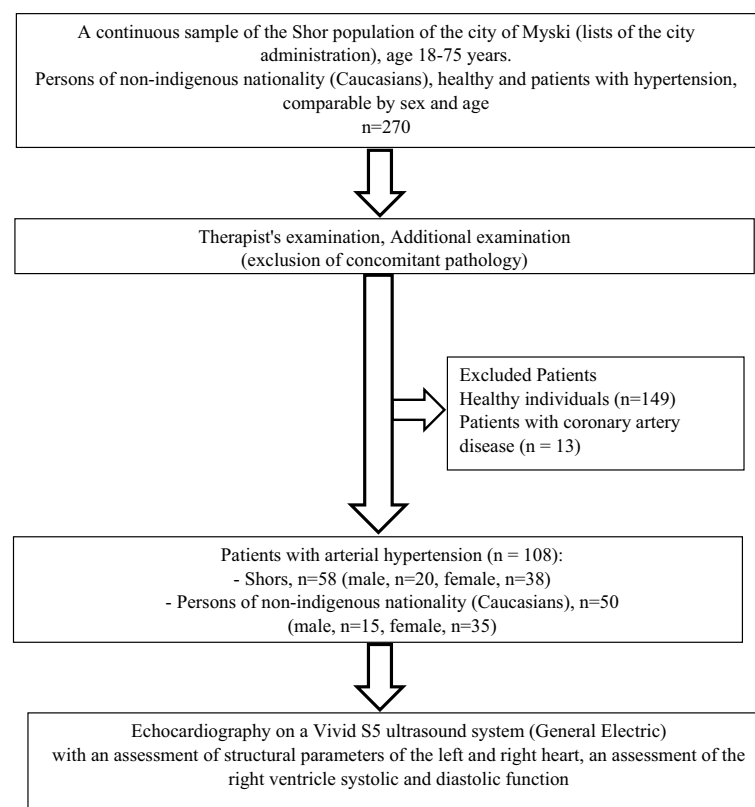 A continuous sample of the Shor population of the city of Myski (lists of the city
administration), age 18-75 years.
Persons of non-indigenous nationality (Caucasians), healthy and patients with hypertension,
comparable by sex and age
n=270
Therapist's examination, Additional examination
(exclusion of concomitant pathology)
Excluded Patients
Healthy individuals (n=149)
Patients with coronary artery
disease (n = 13)
Patients with arterial hypertension (n = 108):
- Shors, n=58 (male, n=20, female, n=38)
- Persons of non-indigenous nationality (Caucasians), n=50
(male, n=15, female, n=35)
Echocardiography on a Vivid S5 ultrasound system (General Electric)
with an assessment of structural parameters of the left and right heart, an assessment of the
right ventricle systolic and diastolic function